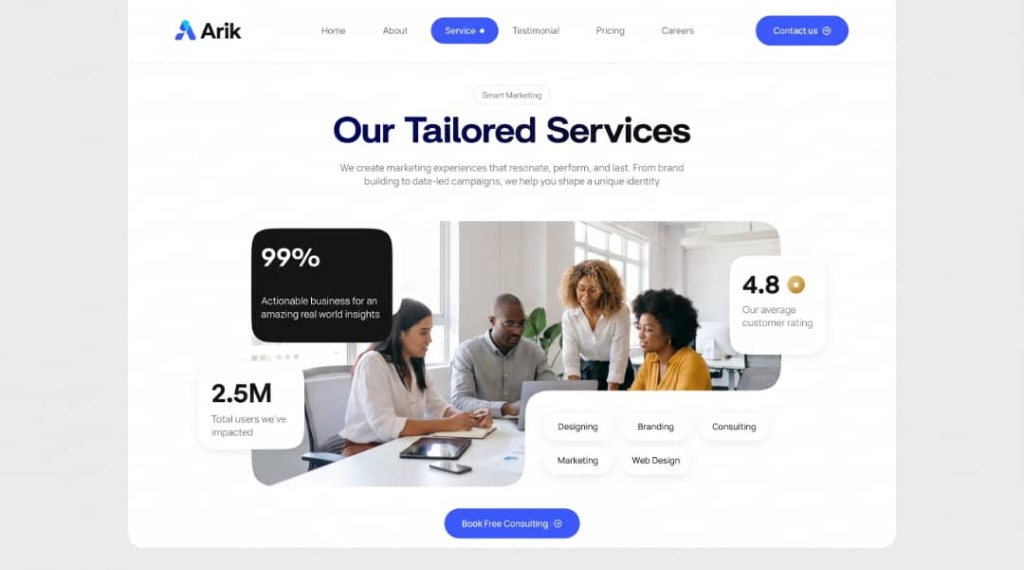 Arik
Home
About
Service
Testimonial
Pricing
Careers
Contact us
Smart Marketing
Our Tailored Services
We create marketing experiences that resonate, perform, and last. From brand
building to date-led campaigns, we help you shape a unique identity
99%
Actionable business for an
amazing real world insights
4.8
Our average
customer rating
2.5M
Total users we've
impacted
Designing
Branding
Consulting
Marketing
Web Design
Book Free Consulting